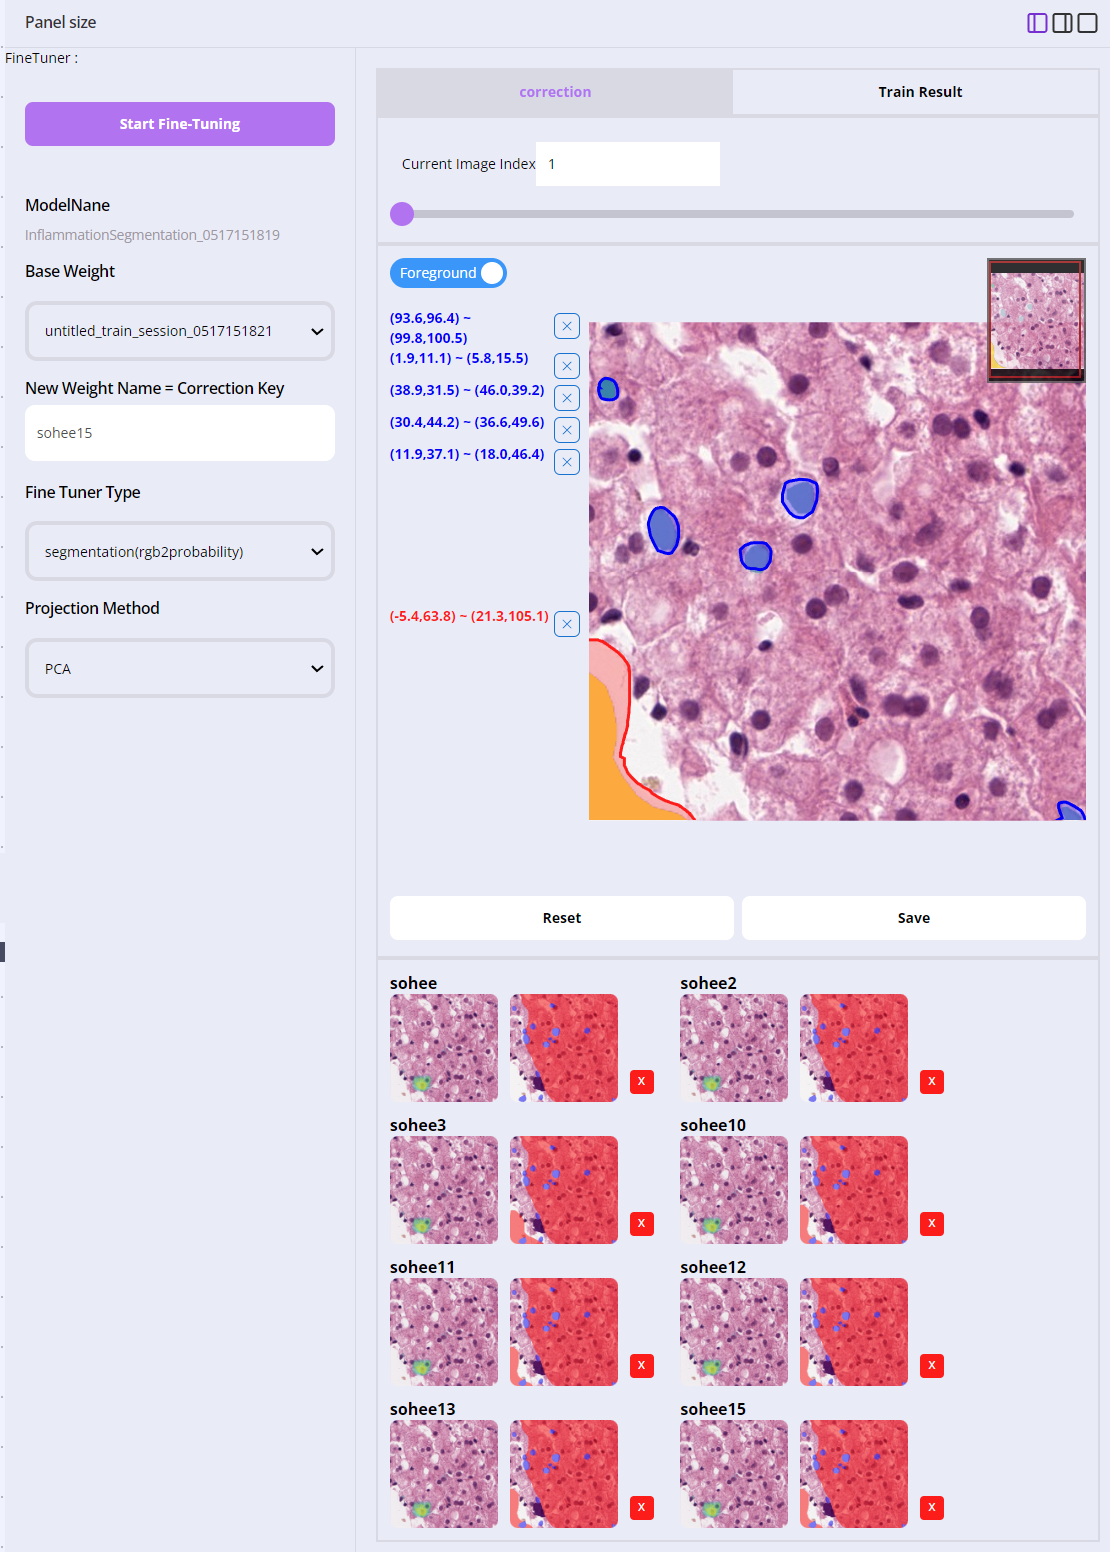 Panel size
FineTuner :
Start Fine-Tuning
ModelNane
InflammationSegmentation_0517151819
Base Weight
untitled_train_session_0517151821
New Weight Name = Correction Key
sohee15
Fine Tuner Type
segmentation(rgb2probability)
Projection Method
PCA
correction
Train Result
Current Image Index
1
Foreground
(93.6,96.4) ~
(99.8,100.5)
(1.9,11.1) ~ (5.8,15.5)
(38.9,31.5) ~ (46.0,39.2)
(30.4,44.2) ~ (36.6,49.6)
(11.9,37.1) ~ (18.0,46.4)
(-5.4,63.8) ~ (21.3,105.1)
Reset
Save
sohee
X
sohee2
X
sohee3
X
sohee10
X
sohee11
X
sohee12
X
sohee13
X
sohee15
X